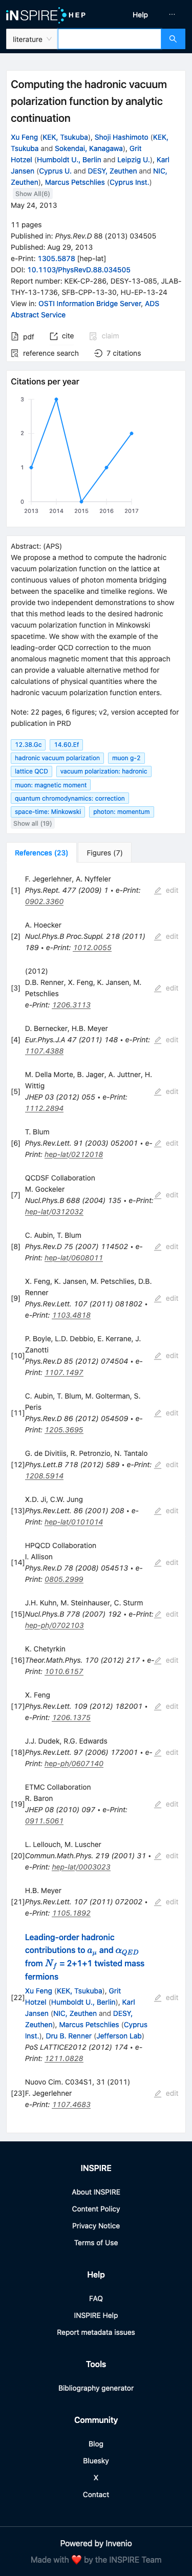 iNSPIRE HEP
Help
literature
Computing the hadronic vacuum
polarization function by analytic
continuation
Xu Feng (KEK, Tsukuba), Shoji Hashimoto (KEK,
Tsukuba and Sokendai, Kanagawa), Grit
Hotzel (Humboldt U., Berlin and Leipzig U.), Karl
Jansen (Cyprus U. and DESY, Zeuthen and NIC,
Zeuthen), Marcus Petschlies (Cyprus Inst.)
Show All(6)
May 24, 2013
11 pages
Published in: Phys.Rev.D 88 (2013) 034505
Published: Aug 29, 2013
e-Print: 1305.5878 [hep-lat]
DOI: 10.1103/PhysRevD.88.034505
Report number: KEK-CP-286, DESY-13-085, JLAB-
THY-13-1736, SFB-CPP-13-30, HU-EP-13-24
View in: OSTI Information Bridge Server, ADS
Abstract Service
pdf cite claim
reference search 7 citations
Citations per year
3
2
1
0
2013 2014 2015 2016 2017
Abstract: (APS)
We propose a method to compute the hadronic
vacuum polarization function on the lattice at
continuous values of photon momenta bridging
between the spacelike and timelike regions. We
provide two independent demonstrations to show
that this method leads to the desired hadronic
vacuum polarization function in Minkowski
spacetime. We show with the example of the
leading-order QCD correction to the muon
anomalous magnetic moment that this approach
can provide a valuable alternative method for
calculations of physical quantities where the
hadronic vacuum polarization function enters.
Note: 22 pages, 6 figures; v2, version accepted for
publication in PRD
12.38.Gc 14.60.Ef
hadronic vacuum polarization muon g-2
lattice QCD vacuum polarization: hadronic
muon: magnetic moment
quantum chromodynamics: correction
space-time: Minkowski photon: momentum
Show all (19)
References (23) Figures (7)
F. Jegerlehner, A. Nyffeler
[1] Phys.Rept. 477 (2009) 1 • e-Print: edit
0902.3360
A. Hoecker
[2] Nucl.Phys.B Proc.Suppl. 218 (2011) edit
189 • e-Print: 1012.0055
(2012)
[3] D.B. Renner, X. Feng, K. Jansen, M. edit
Petschlies
e-Print: 1206.3113
D. Bernecker, H.B. Meyer
[4] Eur.Phys.J.A 47 (2011) 148 • e-Print: edit
1107.4388
M. Della Morte, B. Jager, A. Juttner, H.
[5] Wittig edit
JHEP 03 (2012) 055 • e-Print:
1112.2894
T. Blum
[6] Phys.Rev.Lett. 91 (2003) 052001 • e- edit
Print: hep-lat/0212018
QCDSF Collaboration
[7] M. Gockeler edit
Nucl.Phys.B 688 (2004) 135 • e-Print:
hep-lat/0312032
C. Aubin, T. Blum
[8] Phys.Rev.D 75 (2007) 114502 • e- edit
Print: hep-lat/0608011
X. Feng, K. Jansen, M. Petschlies, D.B.
[9] Renner edit
Phys.Rev.Lett. 107 (2011) 081802 • e-
Print: 1103.4818
P. Boyle, L.D. Debbio, E. Kerrane, J.
[10] Zanotti edit
Phys.Rev.D 85 (2012) 074504 • e-
Print: 1107.1497
C. Aubin, T. Blum, M. Golterman, S.
[11] Peris edit
Phys.Rev.D 86 (2012) 054509 • e-
Print: 1205.3695
G. de Divitiis, R. Petronzio, N. Tantalo
[12] Phys.Lett.B 718 (2012) 589 • e-Print: edit
1208.5914
X.D. Ji, C.W. Jung
[13] Phys.Rev.Lett. 86 (2001) 208 • e- edit
Print: hep-lat/0101014
HPQCD Collaboration
[14] I. Allison edit
Phys.Rev.D 78 (2008) 054513 • e-
Print: 0805.2999
J.H. Kuhn, M. Steinhauser, C. Sturm
[15] Nucl.Phys.B 778 (2007) 192 • e-Print: edit
hep-ph/0702103
K. Chetyrkin
[16] Theor.Math.Phys. 170 (2012) 217 • e- edit
Print: 1010.6157
X. Feng
[17] Phys.Rev.Lett. 109 (2012) 182001 • edit
e-Print: 1206.1375
J.J. Dudek, R.G. Edwards
[18] Phys.Rev.Lett. 97 (2006) 172001 • e- edit
Print: hep-ph/0607140
ETMC Collaboration
[19] R. Baron edit
JHEP 08 (2010) 097 • e-Print:
0911.5061
L. Lellouch, M. Luscher
[20] Commun.Math.Phys. 219 (2001) 31 • edit
e-Print: hep-lat/0003023
H.B. Meyer
[21] Phys.Rev.Lett. 107 (2011) 072002 • edit
e-Print: 1105.1892
Leading-order hadronic
contributions to aμ and αQED
from Nf = 2+1+1 twisted mass
fermions
[22] Xu Feng (KEK, Tsukuba), Grit edit
Hotzel (Humboldt U., Berlin), Karl
Jansen (NIC, Zeuthen and DESY,
Zeuthen), Marcus Petschlies (Cyprus
Inst.), Dru B. Renner (Jefferson Lab)
PoS LATTICE2012 (2012) 174 • e-
Print: 1211.0828
Nuovo Cim. C034S1, 31 (2011)
[23] F. Jegerlehner edit
e-Print: 1107.4683
INSPIRE
About INSPIRE
Content Policy
Privacy Notice
Terms of Use
Help
FAQ
INSPIRE Help
Report metadata issues
Tools
Bibliography generator
Community
Blog
Bluesky
X
Contact
Powered by Invenio
Made with ❤ by the INSPIRE Team